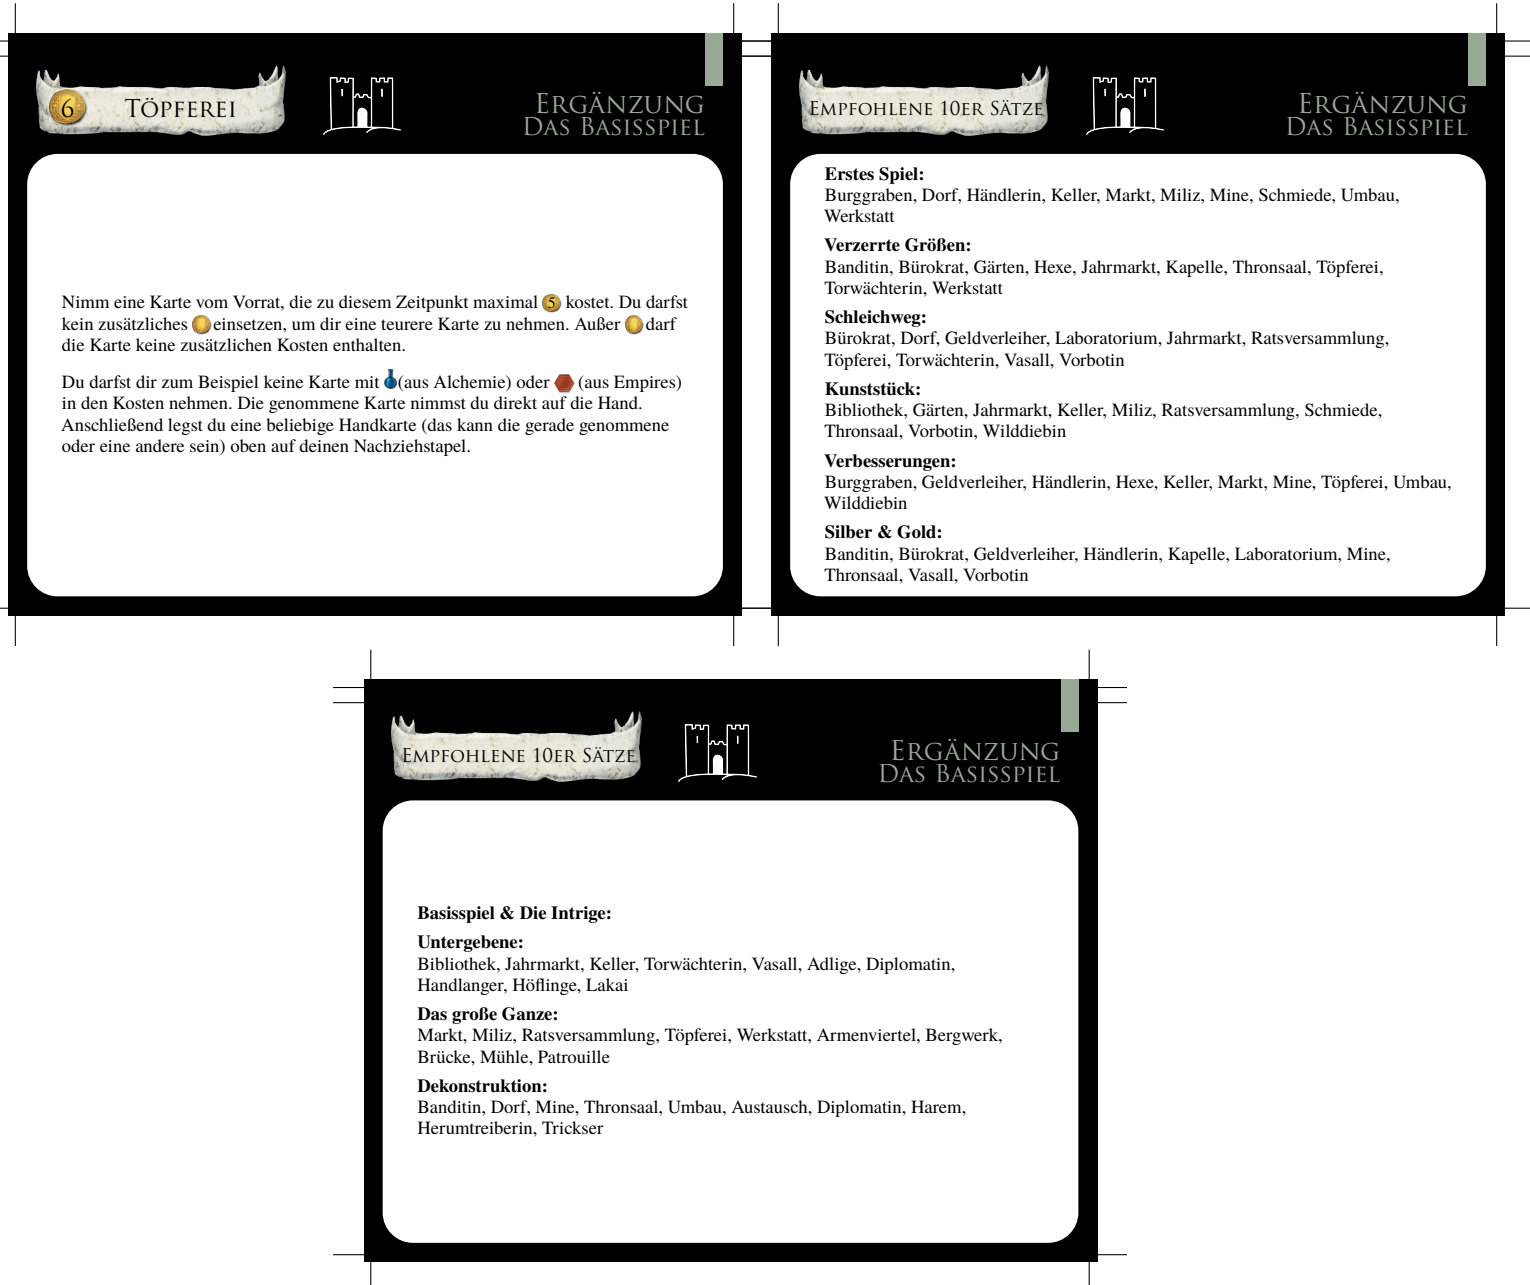 6 TÖPFEREI
ERGÄNZUNG
DAS BASISSPIEL
Nimm eine Karte vom Vorrat, die zu diesem Zeitpunkt maximal 5 kostet. Du darfst
kein zusätzliches einsetzen, um dir eine teurere Karte zu nehmen. Außer darf
die Karte keine zusätzlichen Kosten enthalten.
Du darfst dir zum Beispiel keine Karte mit (aus Alchemie) oder (aus Empires)
in den Kosten nehmen. Die genommene Karte nimmst du direkt auf die Hand.
Anschließend legst du eine beliebige Handkarte (das kann die gerade genommene
oder eine andere sein) oben auf deinen Nachziehstapel.
EMPFOHLENE 10ER SÄTZE
ERGÄNZUNG
DAS BASISSPIEL
Erstes Spiel:
Burggraben, Dorf, Händlerin, Keller, Markt, Miliz, Mine, Schmiede, Umbau,
Werkstatt
Verzerrte Größen:
Banditin, Bürokrat, Gärten, Hexe, Jahrmarkt, Kapelle, Thronsaal, Töpferei,
Torwächterin, Werkstatt
Schleichweg:
Bürokrat, Dorf, Geldverleiher, Laboratorium, Jahrmarkt, Ratsversammlung,
Töpferei, Torwächterin, Vasall, Vorbotin
Kunststück:
Bibliothek, Gärten, Jahrmarkt, Keller, Miliz, Ratsversammlung, Schmiede,
Thronsaal, Vorbotin, Wilddiebin
Verbesserungen:
Burggraben, Geldverleiher, Händlerin, Hexe, Keller, Markt, Mine, Töpferei, Umbau,
Wilddiebin
Silber & Gold:
Banditin, Bürokrat, Geldverleiher, Händlerin, Kapelle, Laboratorium, Mine,
Thronsaal, Vasall, Vorbotin
EMPFOHLENE 10ER SÄTZE
ERGÄNZUNG
DAS BASISSPIEL
Basisspiel & Die Intrige:
Untergebene:
Bibliothek, Jahrmarkt, Keller, Torwächterin, Vasall, Adlige, Diplomatin,
Handlanger, Höflinge, Lakai
Das große Ganze:
Markt, Miliz, Ratsversammlung, Töpferei, Werkstatt, Armenviertel, Bergwerk,
Brücke, Mühle, Patrouille
Dekonstruktion:
Banditin, Dorf, Mine, Thronsaal, Umbau, Austausch, Diplomatin, Harem,
Herumtreiberin, Trickser